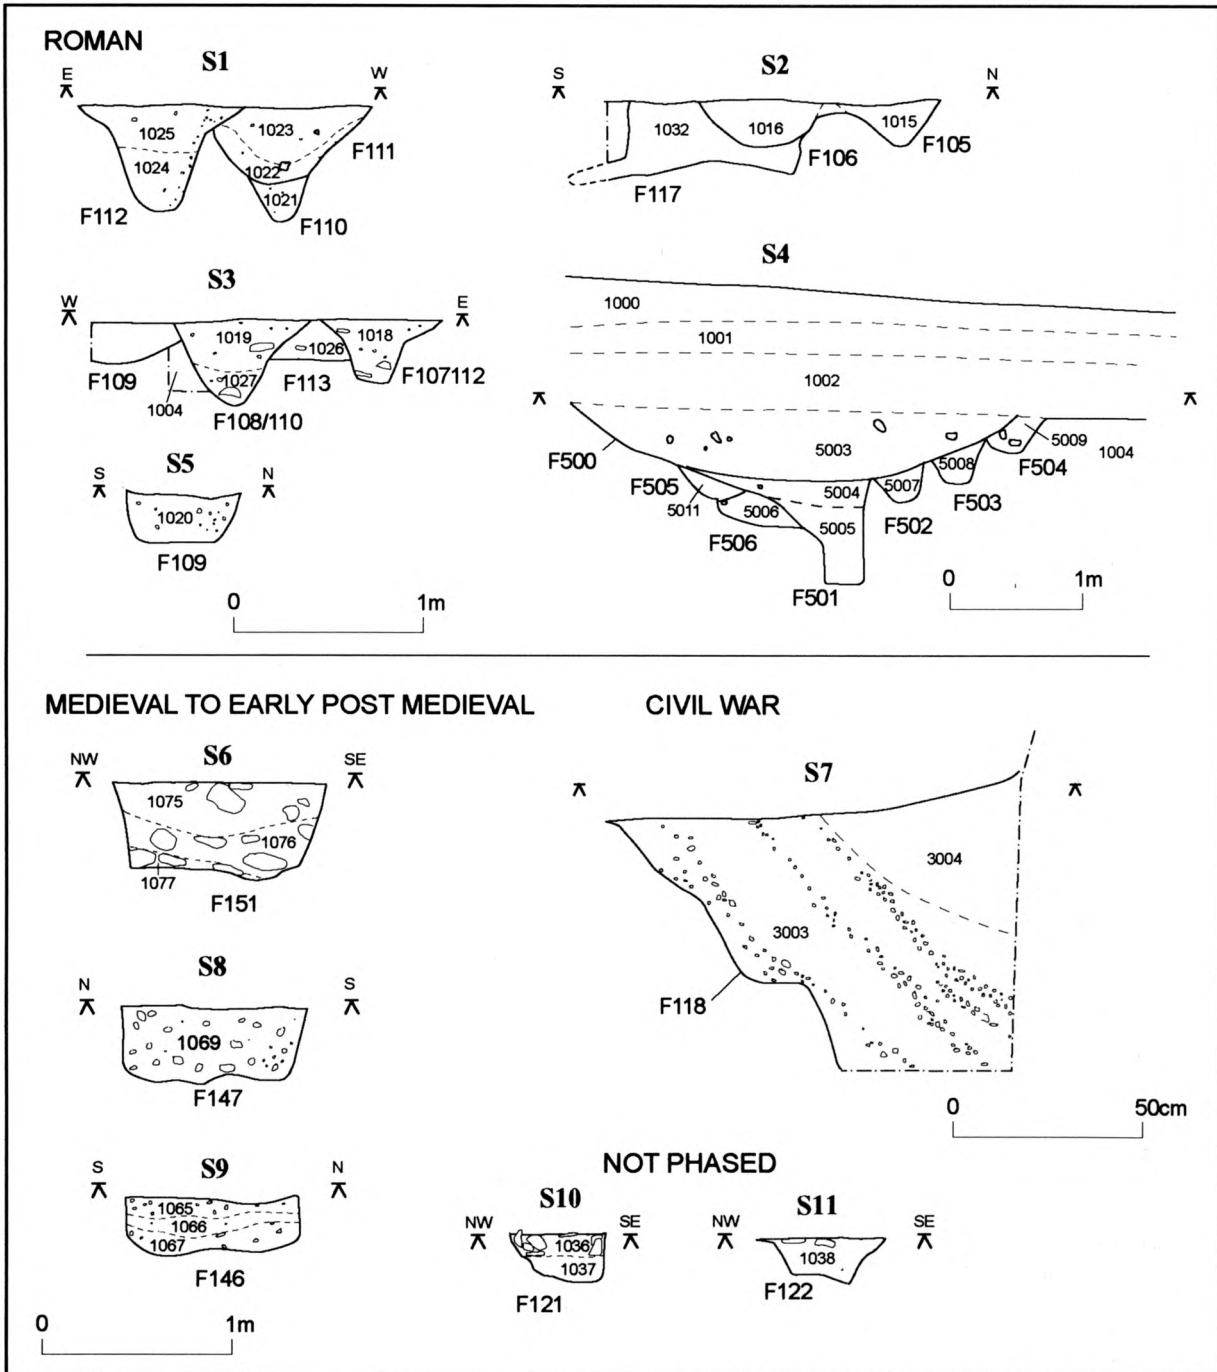 ROMAN
S1
E W
1025 1023
1024 1022
1021
F111
F112 F110
S2
S N
1032 1016 1015
F106 F105
F117
S3
W E
1019 1018
1026
1027
F109 F113 F107112
1004 F108/110
S4
1000
1001
1002
5003 5009 1004
F500 5008 F504
F505 5004 5007 F503
5011 5006 5005 F502
F506
F501
0 1m
S5
S N
1020
F109
0 1m
MEDIEVAL TO EARLY POST MEDIEVAL
S6
NW SE
1075
1076
1077
F151
CIVIL WAR
S7
3004
3003
F118
0 50cm
S8
N S
1069
F147
S9
S N
1065
1066
1067
F146
0 1m
NOT PHASED
S10
NW SE
1036
1037
F121
S11
NW SE
1038
F122